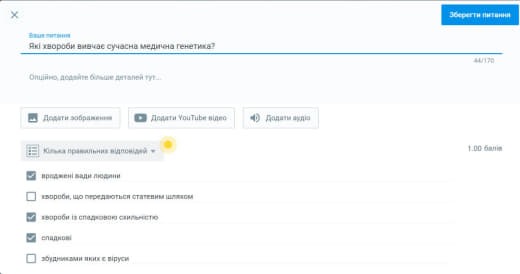 Зберегти питання
Ваше питання
Які хвороби вивчає сучасна медична генетика?
44/170
Опційно, додайте більше деталей тут...
Додати зображення Додати YouTube відео Додати аудіо
Кілька правильних відповідей 1.00 балів
вроджені вади людини
хвороби, що передаються статевим шляхом
хвороби із спадковою схильністю
спадкові
збудниками яких є віруси